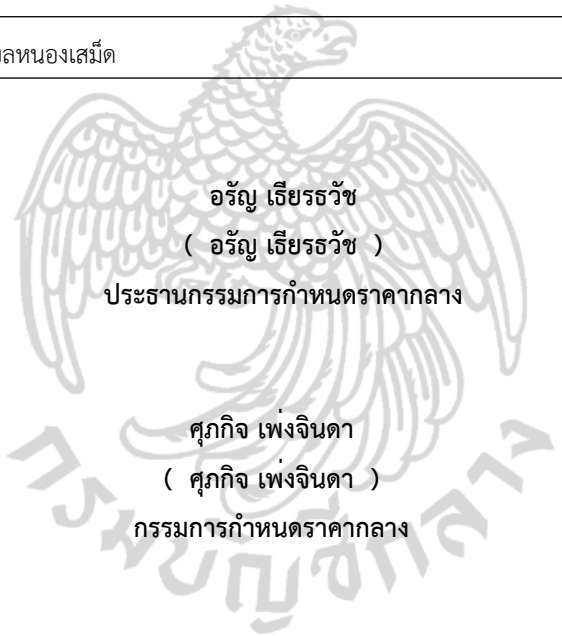 ลหนองเสม็ด
อรัญ เธียรธวัช
( อรัญ เธียรธวัช )
ประธานกรรมการกำหนดราคากลาง
ศุภกิจ เพ่งจินดา
( ศุภกิจ เพ่งจินดา )
กรรมการกำหนดราคากลาง
กรมบัญชีกลาง